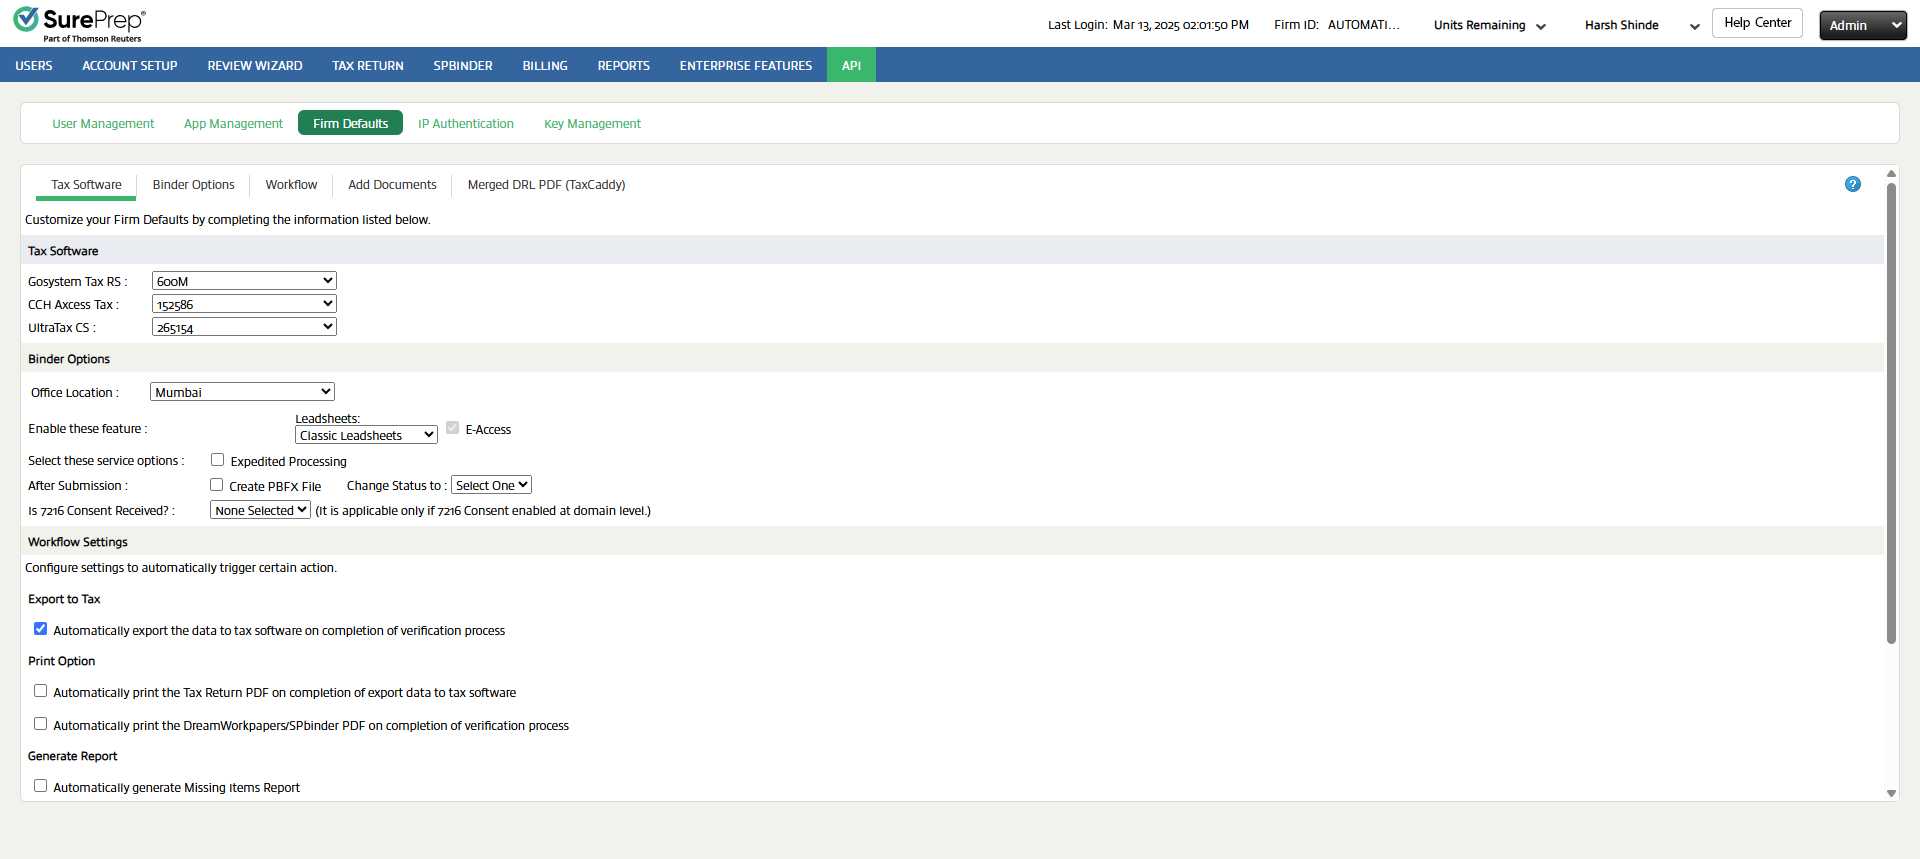 SurePrep®
Part of Thomson Reuters
Last Login: Mar 13, 2025 02:01:50 PM Firm ID: AUTOMATI... Units Remaining Harsh Shinde Help Center Admin
USERS ACCOUNT SETUP REVIEW WIZARD TAX RETURN SPBINDER BILLING REPORTS ENTERPRISE FEATURES API
User Management App Management Firm Defaults IP Authentication Key Management
Tax Software Binder Options Workflow Add Documents Merged DRL PDF (TaxCaddy) ?
Customize your Firm Defaults by completing the information listed below.
Tax Software
Gosystem Tax RS : 600M
CCH Axcess Tax : 152586
UltraTax CS : 265154
Binder Options
Office Location : Mumbai
Leadsheets:
Enable these feature : Classic Leadsheets E-Access
Select these service options : Expedited Processing
After Submission : Create PBFX File Change Status to : Select One
Is 7216 Consent Received? : None Selected (It is applicable only if 7216 Consent enabled at domain level.)
Workflow Settings
Configure settings to automatically trigger certain action.
Export to Tax
Automatically export the data to tax software on completion of verification process
Print Option
Automatically print the Tax Return PDF on completion of export data to tax software
Automatically print the DreamWorkpapers/SPbinder PDF on completion of verification process
Generate Report
Automatically generate Missing Items Report